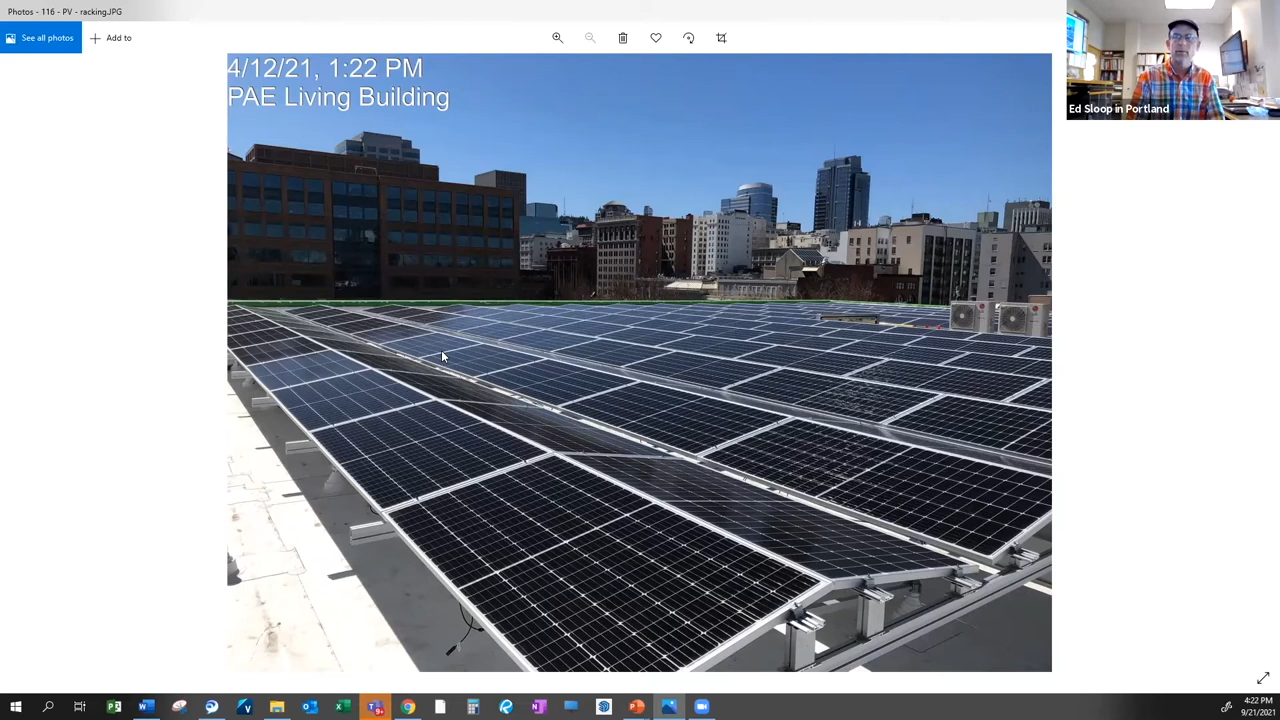 Photos - 116 - PV - racking.JPG
See all photos
Add to
4/12/21, 1:22 PM
PAE Living Building
Ed Sloop in Portland
4:22 PM
9/21/2021